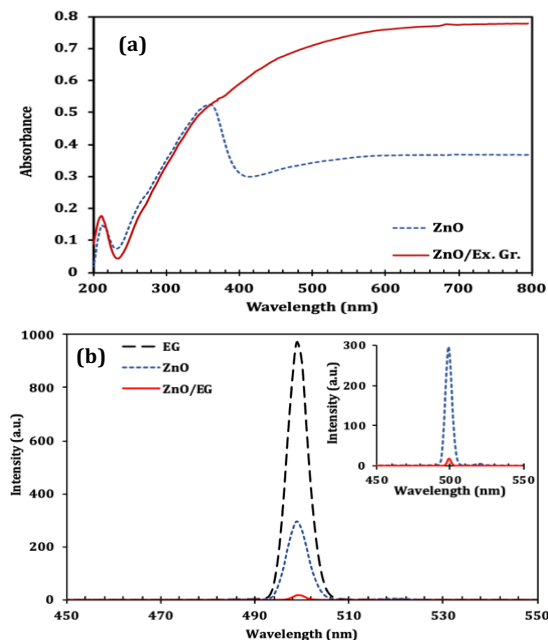 0.8
(a)
0.7
0.6
0.5
0.4
0.3
0.2
0.1
0
Absorbance
ZnO
ZnO/Ex. Gr.
200 300 400 500 600 700 800
Wavelength (nm)
1000
(b)
EG
ZnO
ZnO/EG
800
600
400
200
0
Intensity (a.u.)
300
200
100
0
Intensity (a.u.)
450 500 550
Wavelength (nm)
450 470 490 510 530 550
Wavelength (nm)